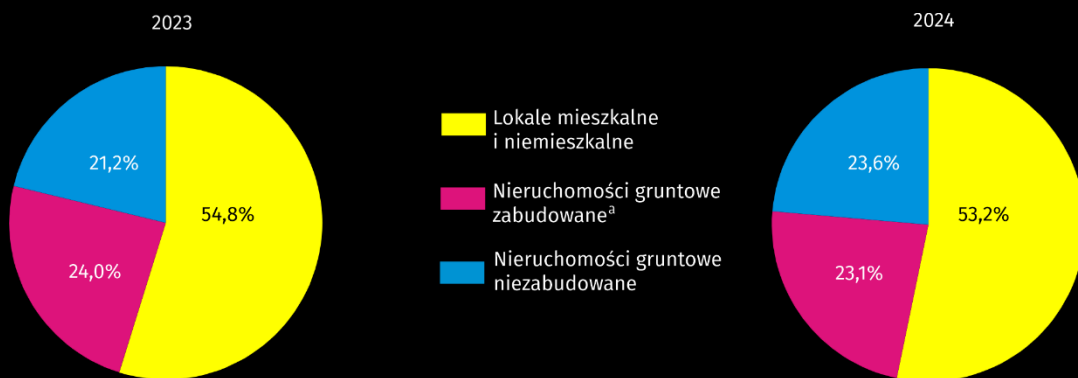 2023
21,2%
54,8%
24,0%
Lokale mieszkalne
i niemieszkalne
Nieruchomości gruntowe
zabudowaneᵃ
Nieruchomości gruntowe
niezabudowane
2024
23,6%
53,2%
23,1%